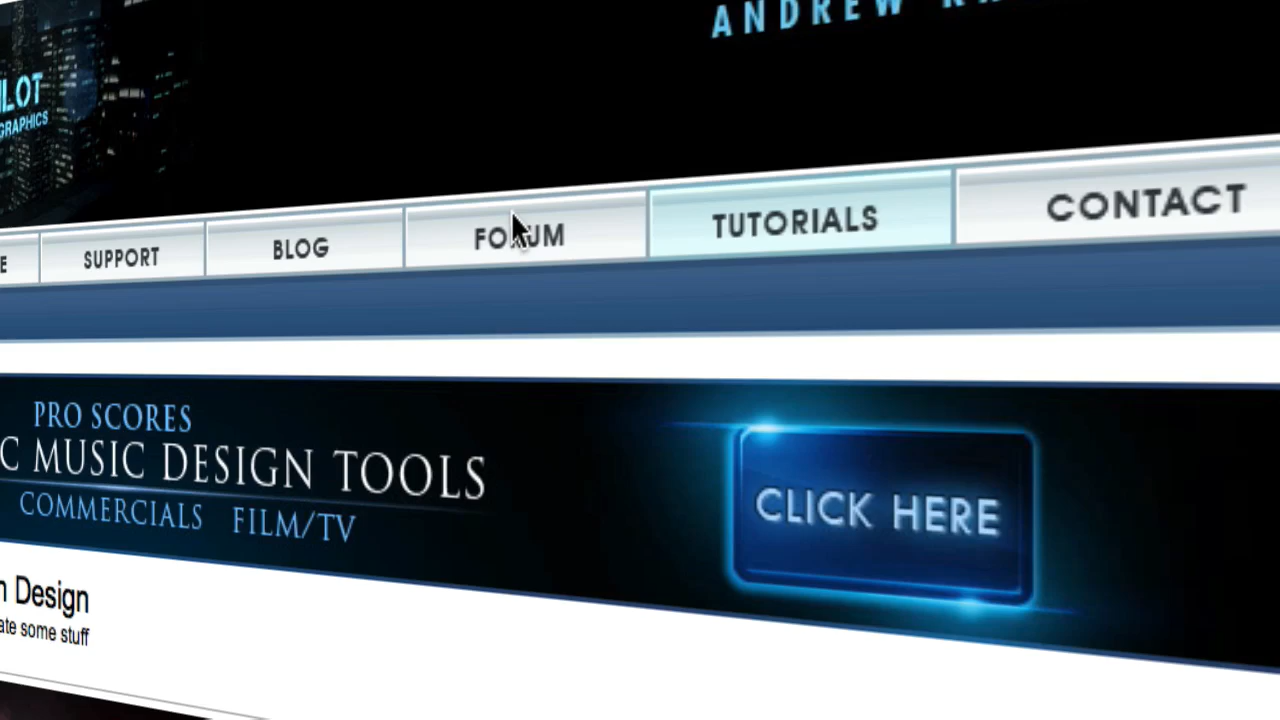 ANDREW
GRAPHICS
SUPPORT BLOG FORUM TUTORIALS CONTACT
PRO SCORES
C MUSIC DESIGN TOOLS
COMMERCIALS FILM/TV
CLICK HERE
n Design
ate some stuff